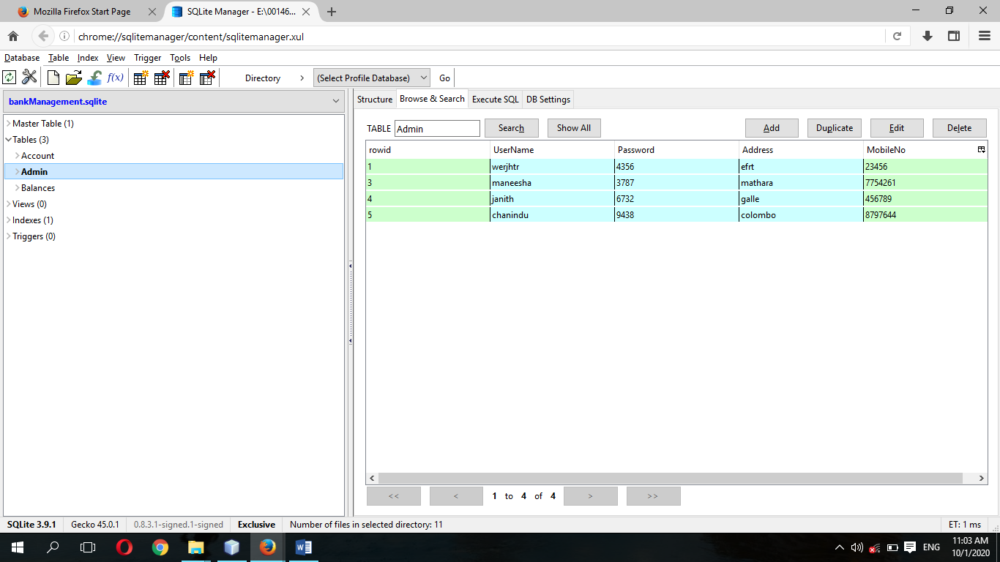 Mozilla Firefox Start Page
SQLite Manager - E:\00146...
chrome://sqlitemanager/content/sqlitemanager.xul
Database Table Index View Trigger Tools Help
f(x) Directory > (Select Profile Database) Go
bankManagement.sqlite
Master Table (1)
Tables (3)
Account
Admin
Balances
Views (0)
Indexes (1)
Triggers (0)
Structure Browse & Search Execute SQL DB Settings
TABLE Admin Search Show All Add Duplicate Edit Delete
rowid UserName Password Address MobileNo
1 werjhtr 4356 efrt 23456
3 maneesha 3787 mathara 7754261
4 janith 6732 galle 456789
5 chanindu 9438 colombo 8797644
<< < 1 to 4 of 4 > >>
SQLite 3.9.1 Gecko 45.0.1 0.8.3.1-signed.1-signed Exclusive Number of files in selected directory: 11 ET: 1 ms
ENG
11:03 AM
10/1/2020